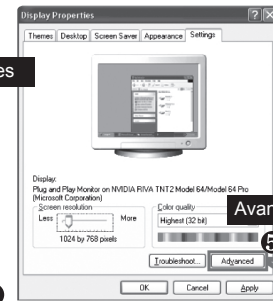 Display Properties
Themes Desktop Screen Saver Appearance Settings
es
Display:
Plug and Play Monitor on NVIDIA RIVA TNT2 Model 64/Model 64 Pro
(Microsoft Corporation)
Screen resolution
Less More
1024 by 768 pixels
Color quality
Highest (32 bit)
Avan
5
Troubleshoot... Advanced
OK Cancel Apply